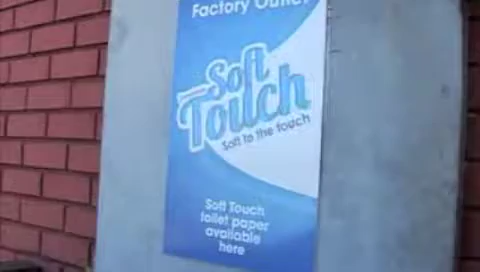 Factory Outlet
Soft
Touch
Soft to the touch
Soft Touch
toilet paper
available
here